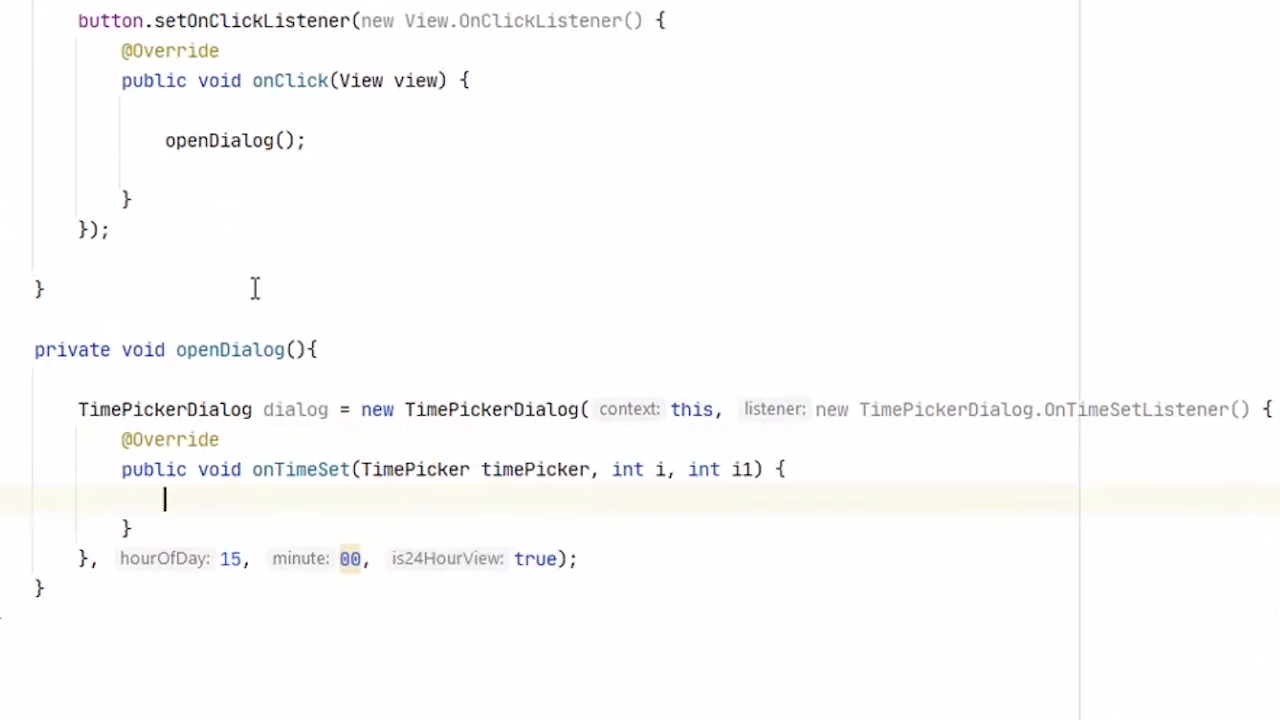 button.setOnClickListener(new View.OnClickListener() {
@Override
public void onClick(View view) {
openDialog();
}
});
}
private void openDialog(){
TimePickerDialog dialog = new TimePickerDialog( context: this, listener: new TimePickerDialog.OnTimeSetListener() {
@Override
public void onTimeSet(TimePicker timePicker, int i, int i1) {
}
}, hourOfDay: 15, minute: 00, is24HourView: true);
}